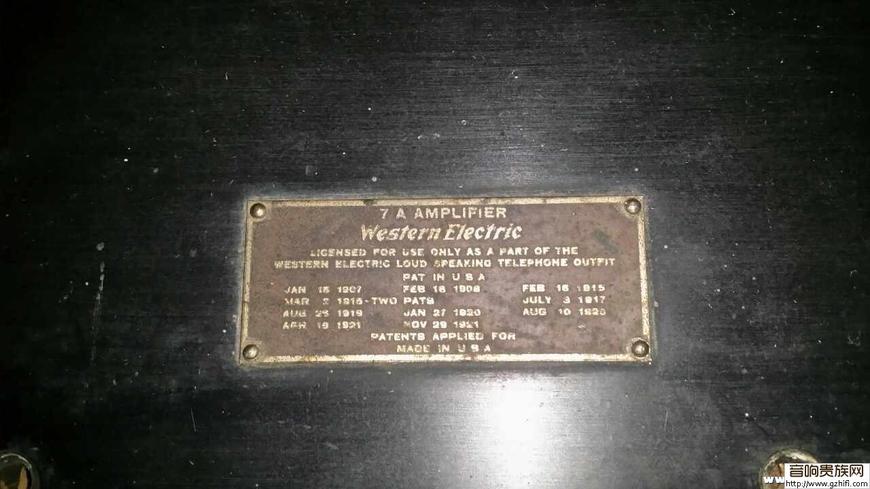 7 A AMPLIFIER
Western Electric
LICENSED FOR USE ONLY AS A PART OF THE
WESTERN ELECTRIC LOUD SPEAKING TELEPHONE OUTFIT
PAT IN U S A
JAN 15 1907 FEB 18 1908 FEB 16 1915
MAR 2 1915-TWO PATS JULY 3 1917
AUG 1919 JAN 27 1920 AUG 10 1920
APR 19 1921 NOV 29 1921
PATENTS APPLIED FOR
MADE IN U S A
音响贵族网
http://www.gzhifi.com